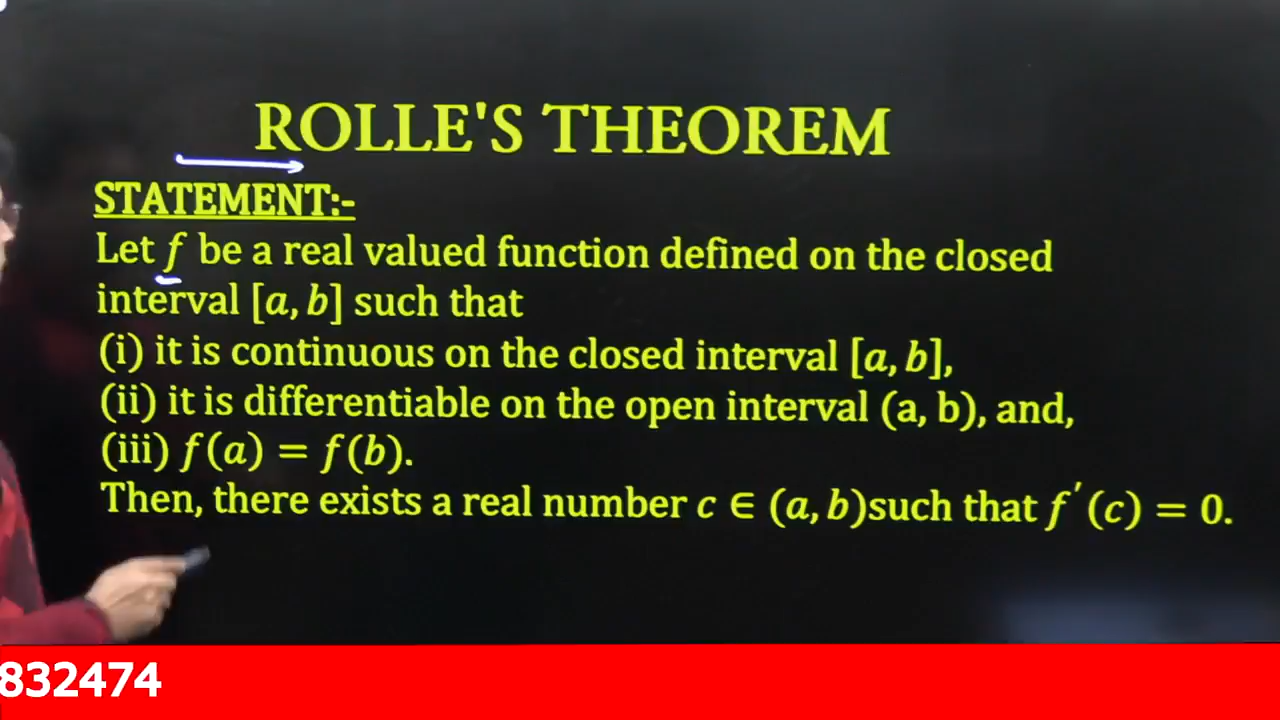 ROLLE'S THEOREM
STATEMENT:-
Let f be a real valued function defined on the closed
interval [a, b] such that
(i) it is continuous on the closed interval [a, b],
(ii) it is differentiable on the open interval (a, b), and,
(iii) f(a) = f(b).
Then, there exists a real number c ∈ (a, b)such that f′(c) = 0.
832474